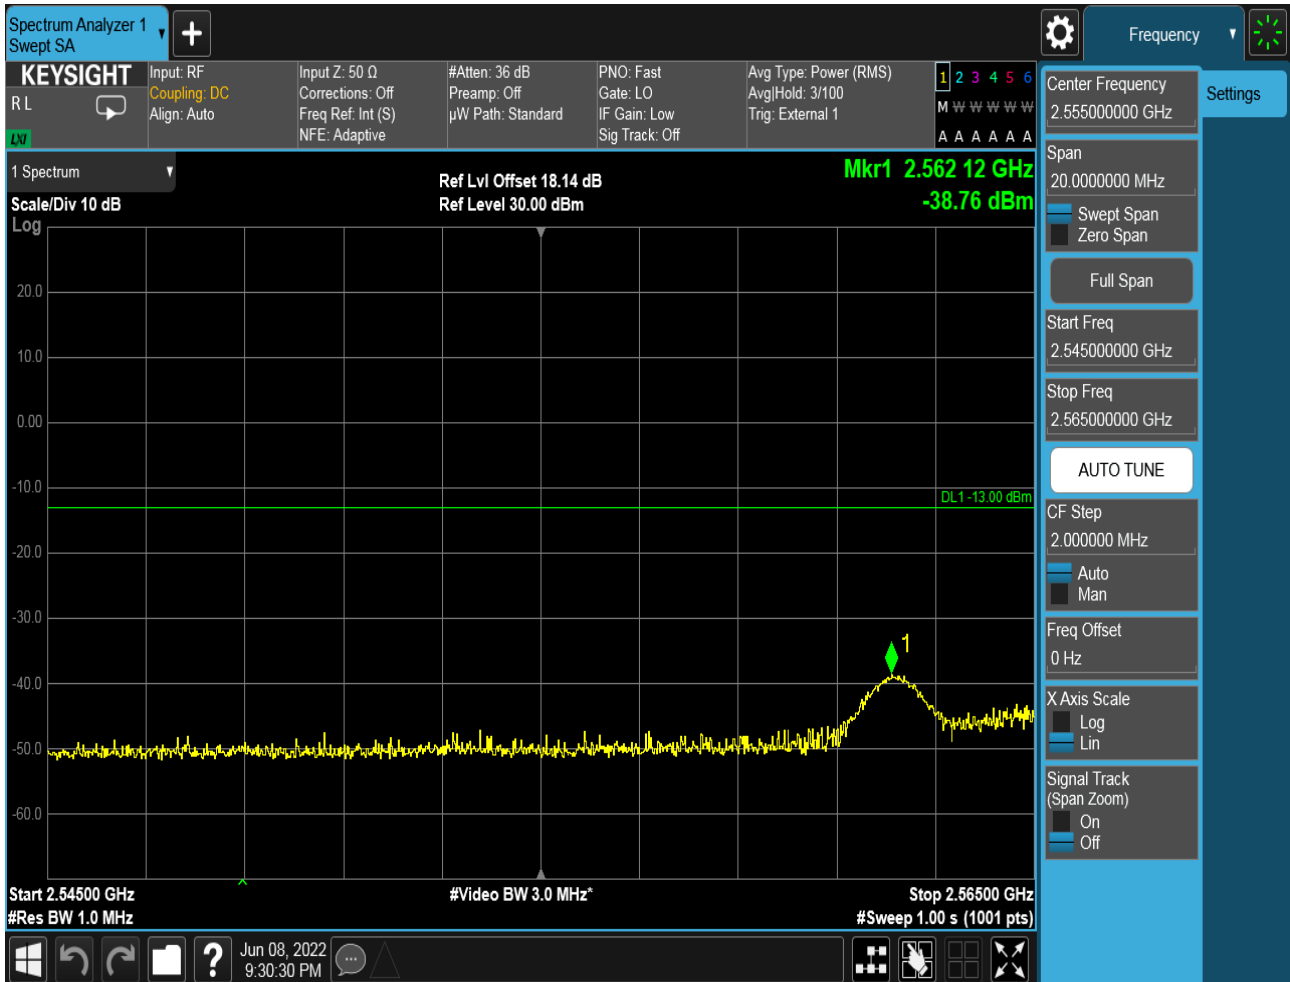 Spectrum Analyzer 1
Swept SA
Frequency
KEYSIGHT
R L
LXI
Input: RF
Coupling: DC
Align: Auto
Input Z: 50 Ω
Corrections: Off
Freq Ref: Int (S)
NFE: Adaptive
#Atten: 36 dB
Preamp: Off
µW Path: Standard
PNO: Fast
Gate: LO
IF Gain: Low
Sig Track: Off
Avg Type: Power (RMS)
Avg|Hold: 3/100
Trig: External 1
1 2 3 4 5 6
M W W W W W
A A A A A A
1 Spectrum
Scale/Div 10 dB
Log
Ref Lvl Offset 18.14 dB
Ref Level 30.00 dBm
Mkr1 2.562 12 GHz
-38.76 dBm
20.0
10.0
0.00
-10.0
-20.0
-30.0
-40.0
-50.0
-60.0
DL1 -13.00 dBm
1
Start 2.54500 GHz
#Res BW 1.0 MHz
#Video BW 3.0 MHz*
Stop 2.56500 GHz
#Sweep 1.00 s (1001 pts)
Jun 08, 2022
9:30:30 PM
Center Frequency
2.555000000 GHz
Settings
Span
20.0000000 MHz
Swept Span
Zero Span
Full Span
Start Freq
2.545000000 GHz
Stop Freq
2.565000000 GHz
AUTO TUNE
CF Step
2.000000 MHz
Auto
Man
Freq Offset
0 Hz
X Axis Scale
Log
Lin
Signal Track
(Span Zoom)
On
Off